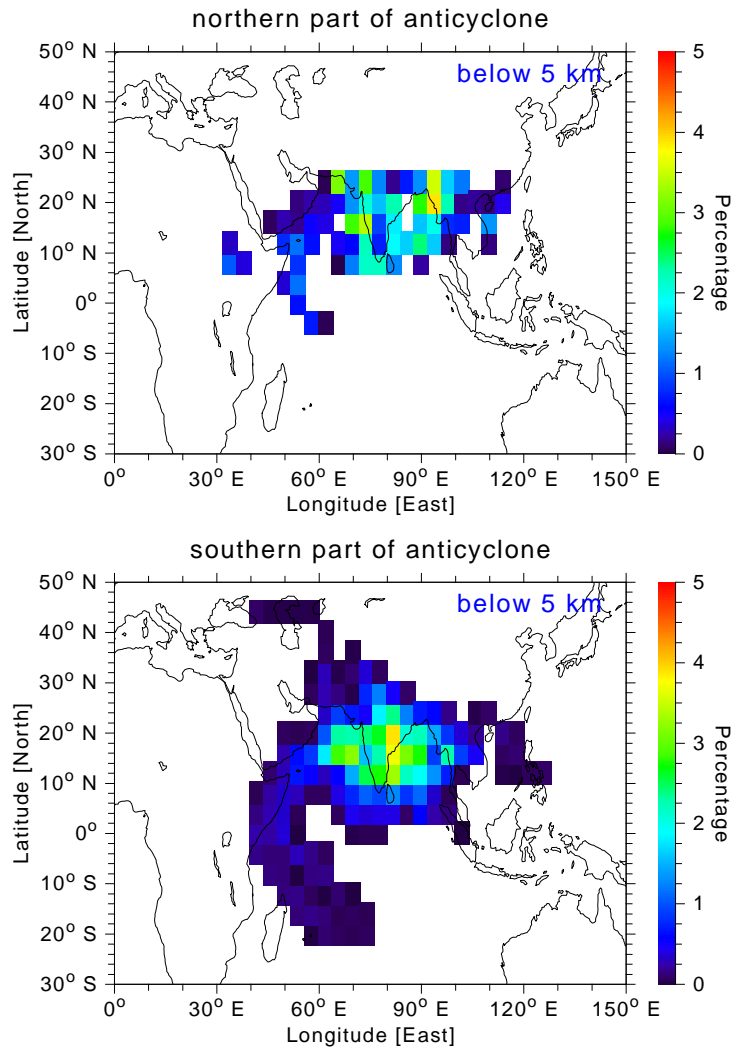 northern part of anticyclone
below 5 km
50° N
40° N
30° N
20° N
10° N
0°
10° S
20° S
30° S
Latitude [North]
0° 30° E 60° E 90° E 120° E 150° E
Longitude [East]
5
4
3
2
1
0
Percentage
southern part of anticyclone
below 5 km
50° N
40° N
30° N
20° N
10° N
0°
10° S
20° S
30° S
Latitude [North]
0° 30° E 60° E 90° E 120° E 150° E
Longitude [East]
5
4
3
2
1
0
Percentage